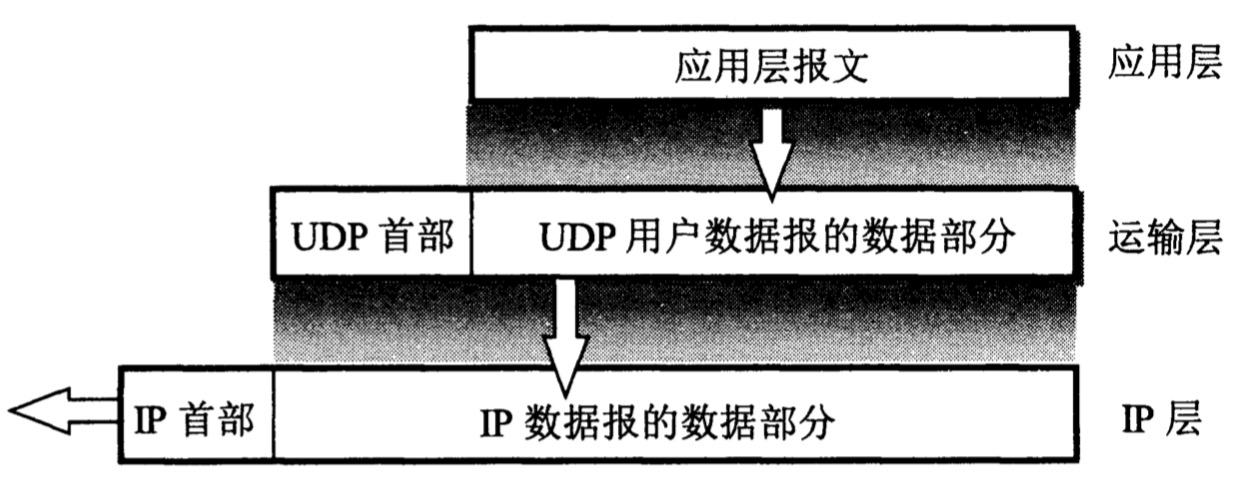 应用层报文 应用层
UDP 首部 UDP 用户数据报的数据部分 运输层
IP 首部 IP 数据报的数据部分 IP 层